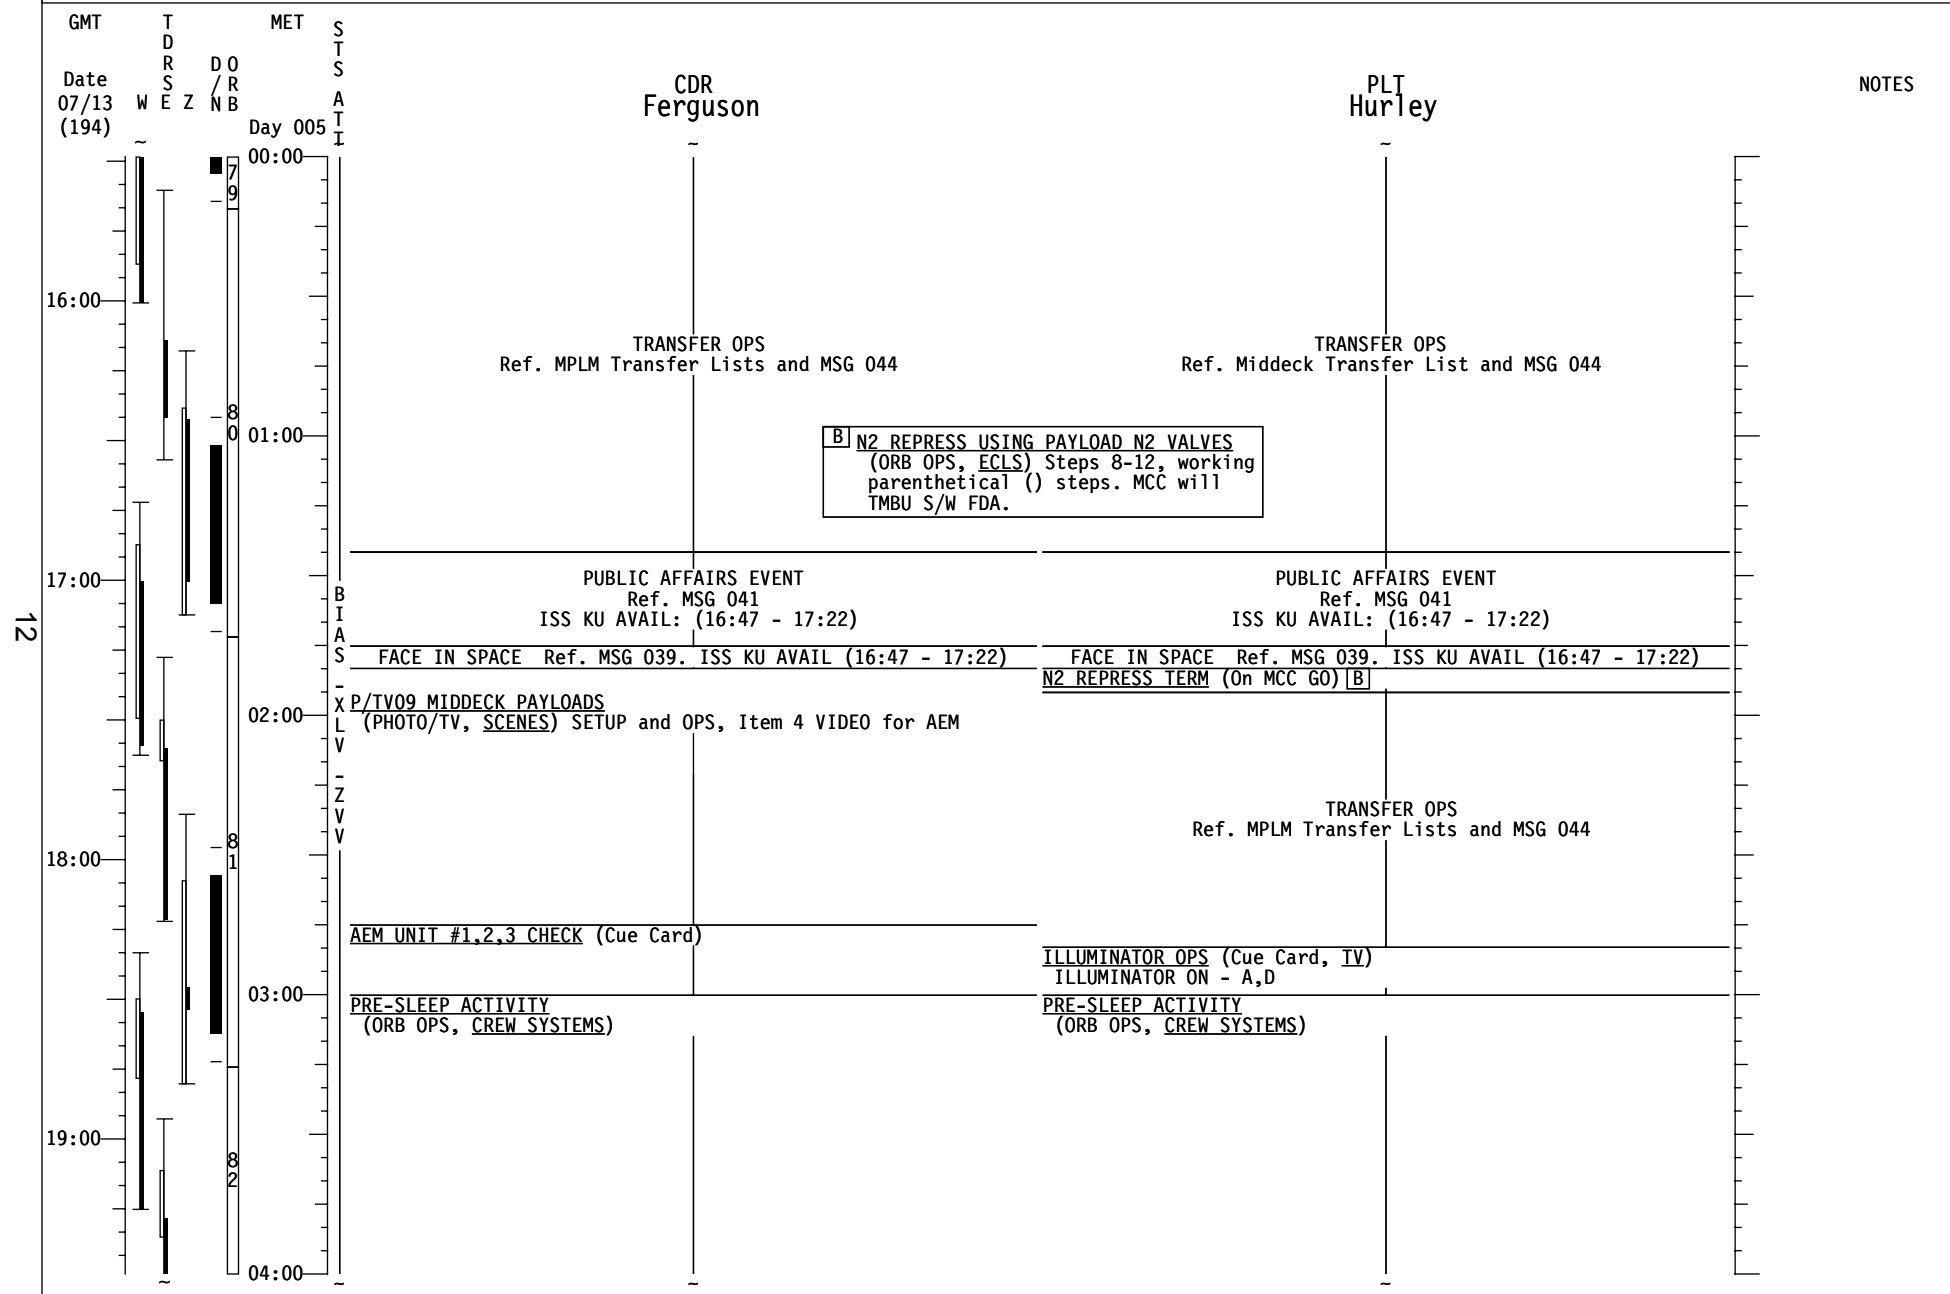 GMT
TDRS
MET
STS ATT
D/N
ORB
Date
07/13
(194)
W E Z
Day 005
CDR
Ferguson
PLT
Hurley
NOTES
~ ~ ~
00:00
79
16:00
TRANSFER OPS
Ref. MPLM Transfer Lists and MSG 044
TRANSFER OPS
Ref. Middeck Transfer List and MSG 044
80
01:00
B N2 REPRESS USING PAYLOAD N2 VALVES
(ORB OPS, ECLS) Steps 8-12, working
parenthetical () steps. MCC will
TMBU S/W FDA.
17:00
BIAS -XLV -ZVV
PUBLIC AFFAIRS EVENT
Ref. MSG 041
ISS KU AVAIL: (16:47 - 17:22)
PUBLIC AFFAIRS EVENT
Ref. MSG 041
ISS KU AVAIL: (16:47 - 17:22)
12
FACE IN SPACE Ref. MSG 039. ISS KU AVAIL (16:47 - 17:22)
FACE IN SPACE Ref. MSG 039. ISS KU AVAIL (16:47 - 17:22)
N2 REPRESS TERM (On MCC GO) B
P/TV09 MIDDECK PAYLOADS
(PHOTO/TV, SCENES) SETUP and OPS, Item 4 VIDEO for AEM
02:00
TRANSFER OPS
Ref. MPLM Transfer Lists and MSG 044
81
18:00
AEM UNIT #1,2,3 CHECK (Cue Card)
ILLUMINATOR OPS (Cue Card, TV)
ILLUMINATOR ON - A,D
03:00
PRE-SLEEP ACTIVITY
(ORB OPS, CREW SYSTEMS)
PRE-SLEEP ACTIVITY
(ORB OPS, CREW SYSTEMS)
19:00
82
04:00
~ ~ ~ ~